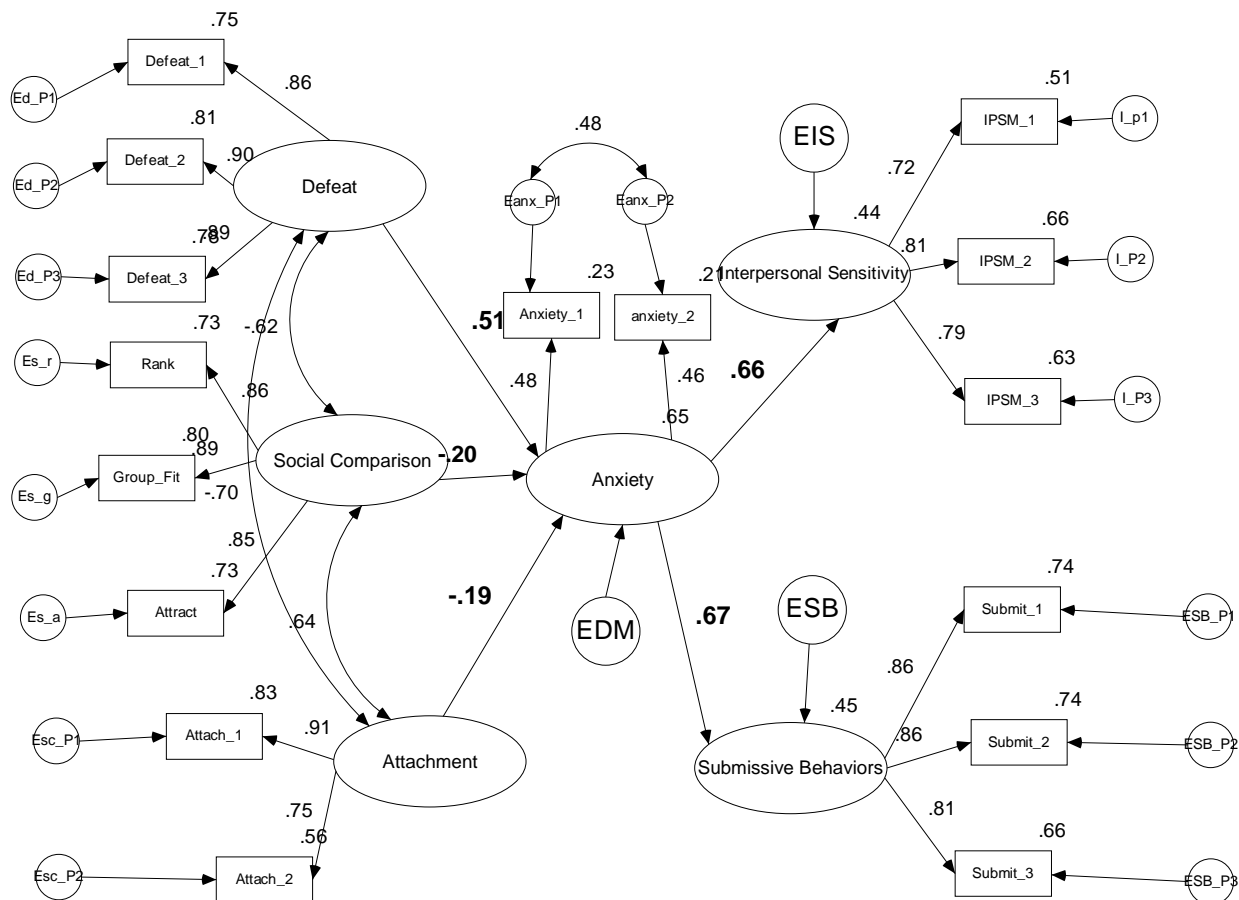 .75
Defeat_1
Ed_P1
.86
.81
.90
Defeat_2
Ed_P2
Defeat
.78
.89
Defeat_3
Ed_P3
-.62
.73
Rank
Es_r
.86
.80
.89
Group_Fit
Es_g
-.70
Social Comparison
-.20
.85
.73
Attract
Es_a
.64
.83
.91
Attach_1
Esc_P1
Attachment
.75
.56
Attach_2
Esc_P2
.48
Eanx_P1
Eanx_P2
.23
.21
Anxiety_1
anxiety_2
.51
.48
.46
.65
Anxiety
-.19
EDM
.66
.67
EIS
.44
Interpersonal Sensitivity
.51
IPSM_1
I_p1
.72
.66
.81
IPSM_2
I_P2
.79
.63
IPSM_3
I_P3
ESB
.45
Submissive Behaviors
.74
Submit_1
ESB_P1
.86
.74
.86
Submit_2
ESB_P2
.81
.66
Submit_3
ESB_P3